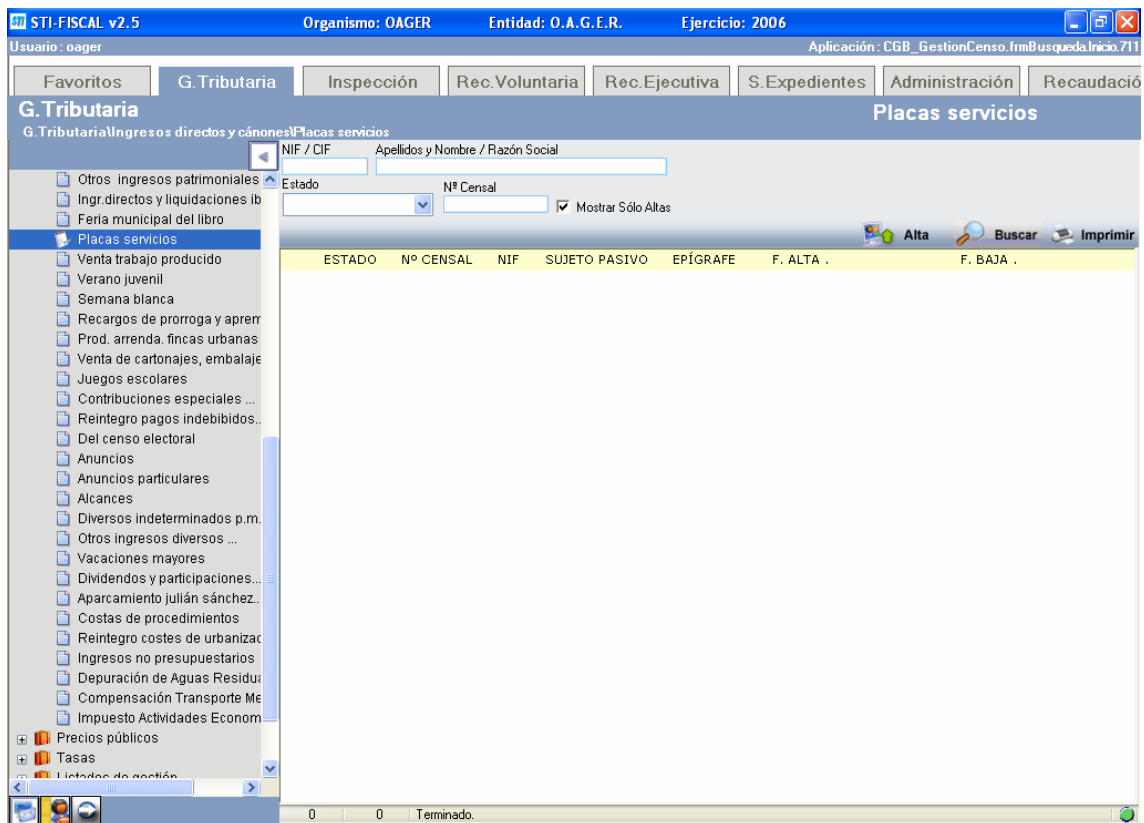 STI STI-FISCAL v2.5 Organismo: OAGER Entidad: O.A.G.E.R. Ejercicio: 2006
Usuario : oager Aplicación : CGB_GestionCenso.frmBusqueda.Inicio.711
Favoritos G.Tributaria Inspección Rec.Voluntaria Rec.Ejecutiva S.Expedientes Administración Recaudació
G.Tributaria Placas servicios
G.Tributaria\Ingresos directos y cánones\Placas servicios
NIF / CIF Apellidos y Nombre / Razón Social
Estado Nº Censal
Mostrar Sólo Altas
Alta Buscar Imprimir
ESTADO Nº CENSAL NIF SUJETO PASIVO EPÍGRAFE F. ALTA . F. BAJA .
Otros ingresos patrimoniales
Ingr.directos y liquidaciones ib
Feria municipal del libro
Placas servicios
Venta trabajo producido
Verano juvenil
Semana blanca
Recargos de prorroga y aprem
Prod. arrenda. fincas urbanas
Venta de cartonajes, embalaje
Juegos escolares
Contribuciones especiales ...
Reintegro pagos indebibidos..
Del censo electoral
Anuncios
Anuncios particulares
Alcances
Diversos indeterminados p.m.
Otros ingresos diversos ...
Vacaciones mayores
Dividendos y participaciones...
Aparcamiento julián sánchez..
Costas de procedimientos
Reintegro costes de urbanizac
Ingresos no presupuestarios
Depuración de Aguas Residua
Compensación Transporte Me
Impuesto Actividades Econom
Precios públicos
Tasas
Listados de gestión
0 0 Terminado.